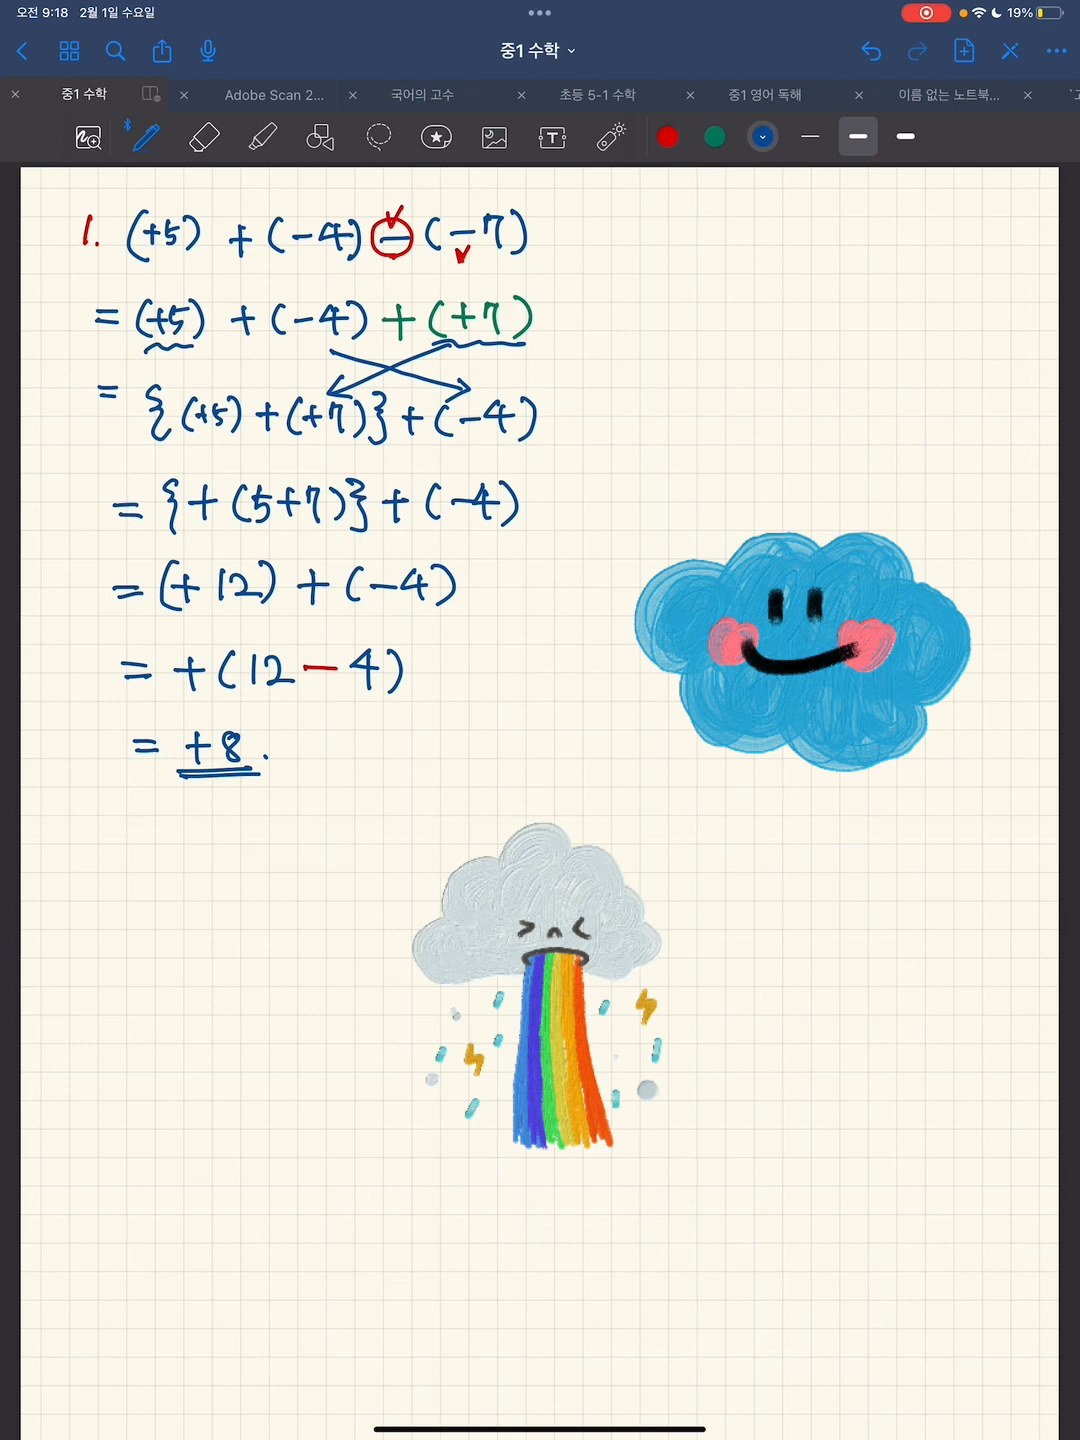 오전 9:18 2월 1일 수요일
19%
중1 수학
중1 수학
Adobe Scan 2...
국어의 고수
초등 5-1 수학
중1 영어 독해
이름 없는 노트북...
1. (+5) + (-4) - (-7)
= (+5) + (-4) + (+7)
= {(+5) + (+7)} + (-4)
= {+(5+7)} + (-4)
= (+12) + (-4)
= +(12 - 4)
= +8.